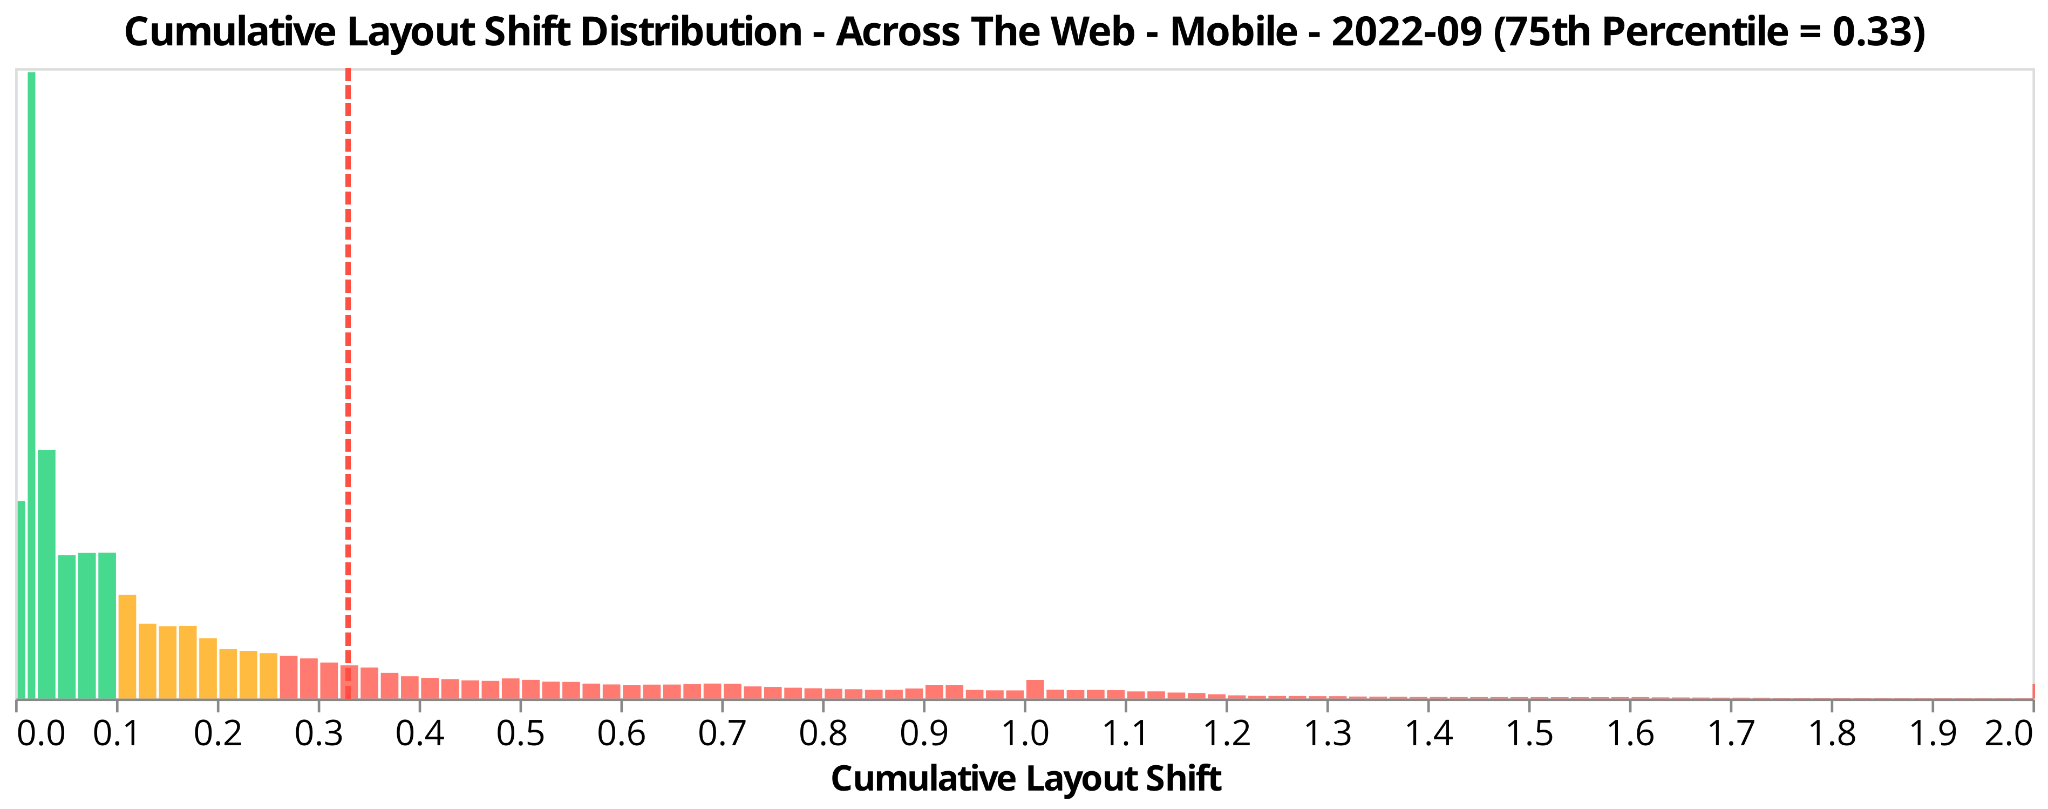 Cumulative Layout Shift Distribution - Across The Web - Mobile - 2022-09 (75th Percentile = 0.33)
0.0 0.1 0.2 0.3 0.4 0.5 0.6 0.7 0.8 0.9 1.0 1.1 1.2 1.3 1.4 1.5 1.6 1.7 1.8 1.9 2.0
Cumulative Layout Shift